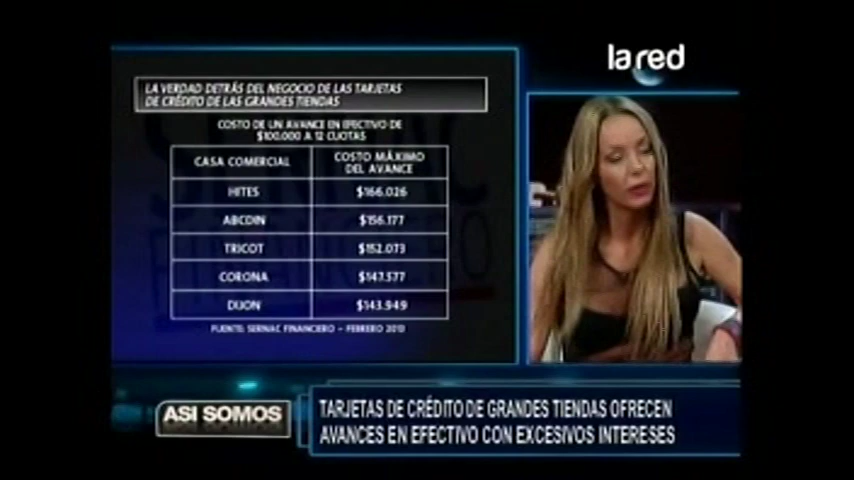 la red
LA VERDAD DETRÁS DEL NEGOCIO DE LAS TARJETAS
DE CRÉDITO DE LAS GRANDES TIENDAS
COSTO DE UN AVANCE EN EFECTIVO DE
$100.000 A 12 CUOTAS
CASA COMERCIAL COSTO MÁXIMO
DEL AVANCE
HITES $166.026
ABCDIN $156.177
TRICOT $152.073
CORONA $147.577
DIJON $143.949
FUENTE: SERNAC FINANCIERO – FEBRERO 2013
ASI SOMOS
TARJETAS DE CRÉDITO DE GRANDES TIENDAS OFRECEN
AVANCES EN EFECTIVO CON EXCESIVOS INTERESES